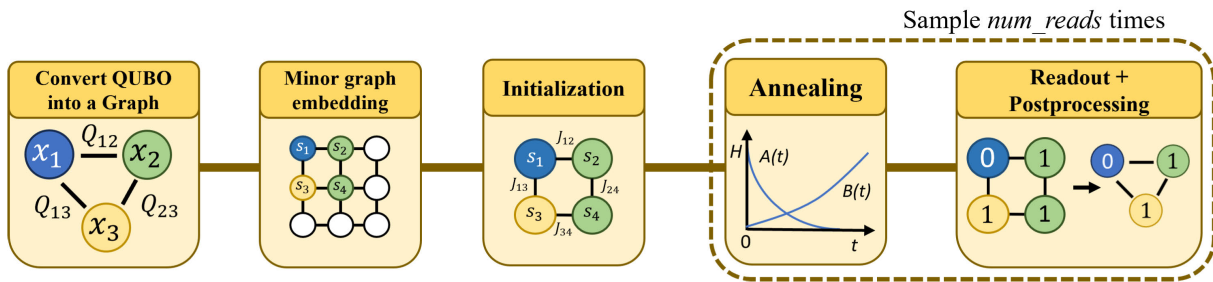 Sample num_reads times
Convert QUBO
into a Graph
x₁
Q₁₂
x₂
Q₁₃
Q₂₃
x₃
Minor graph
embedding
s₁
s₂
s₃
s₄
Initialization
J₁₂
s₁
s₂
J₁₃
J₂₄
s₃
s₄
J₃₄
Annealing
H
A(t)
B(t)
0
t
Readout +
Postprocessing
0
1
1
1
0
1
1